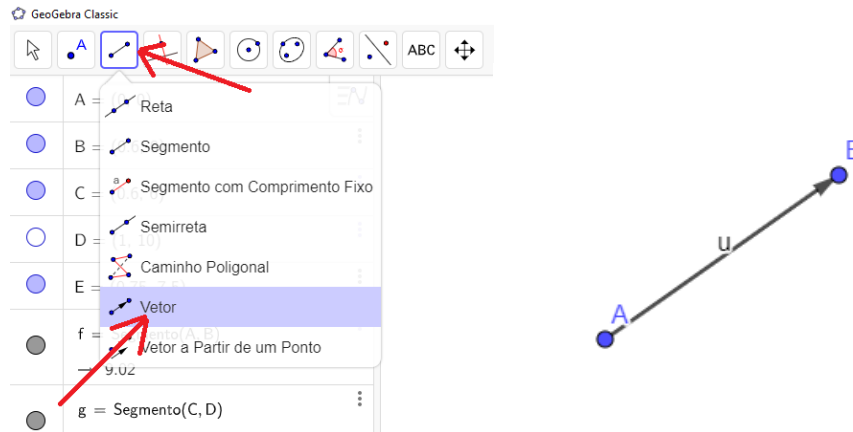 GeoGebra Classic
A ABC
A =
Reta
B =
Segmento
a
C =
Segmento com Comprimento Fixo
D = (1, 10)
Semirreta
E =
Caminho Poligonal
Vetor
f =
Vetor a Partir de um Ponto
→ 9.02
g = Segmento(C, D)
B
u
A